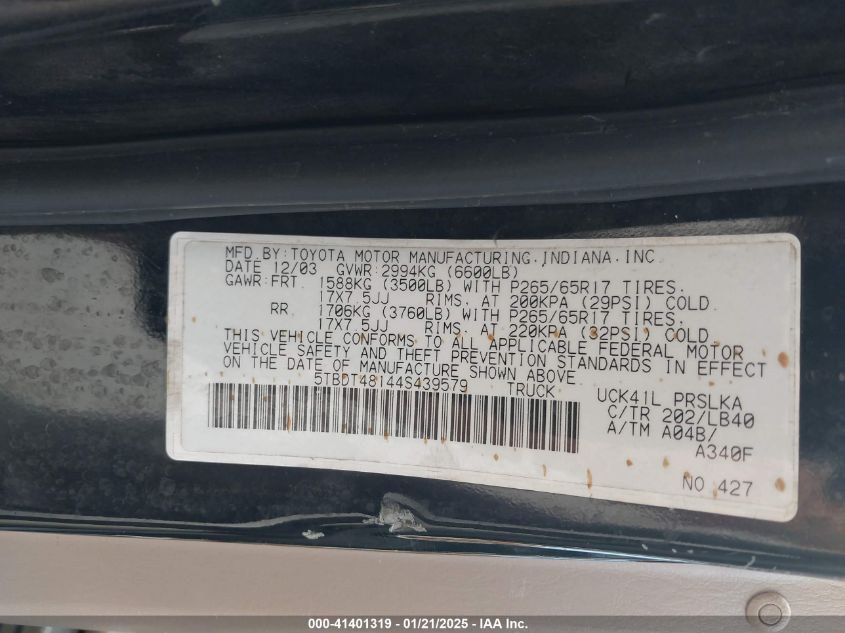 MFD.BY:TOYOTA MOTOR MANUFACTURING.INDIANA.INC
DATE 12/03 GVWR:2994KG (6600LB)
GAWR:FRT 1588KG (3500LB) WITH P265/65R17 TIRES.
17X7.5JJ RIMS. AT 200KPA (29PSI) COLD.
RR 1706KG (3760LB) WITH P265/65R17 TIRES.
17X7.5JJ RIMS. AT 220KPA (32PSI) COLD.
THIS VEHICLE CONFORMS TO ALL APPLICABLE FEDERAL MOTOR
VEHICLE SAFETY AND THEFT PREVENTION STANDARDS IN EFFECT
ON THE DATE OF MANUFACTURE SHOWN ABOVE.
5TBDT48144S439579 TRUCK
UCK41L PRSLKA
C/TR 202/LB40
A/TM A04B/
A340F
NO 427
000-41401319 - 01/21/2025 - © IAA Inc.